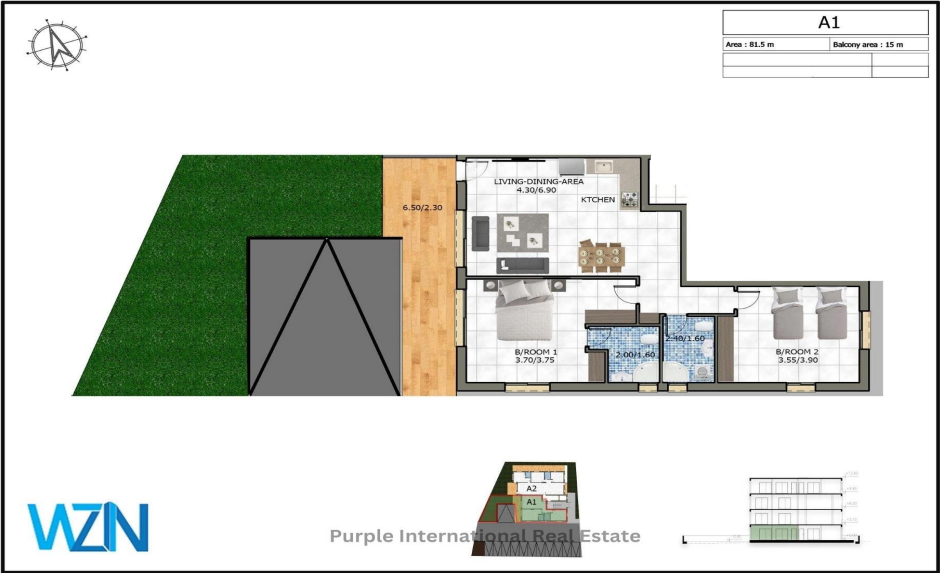 A1
Area : 81.5 m
Balcony area : 15 m
LIVING-DINING-AREA
4.30/6.90
KTCHEN
6.50/2.30
B/ROOM 1
3.70/3.75
2.00/1.60
2.40/1.60
B/ROOM 2
3.55/3.90
WZIN
A2
A1
Purple International Real Estate